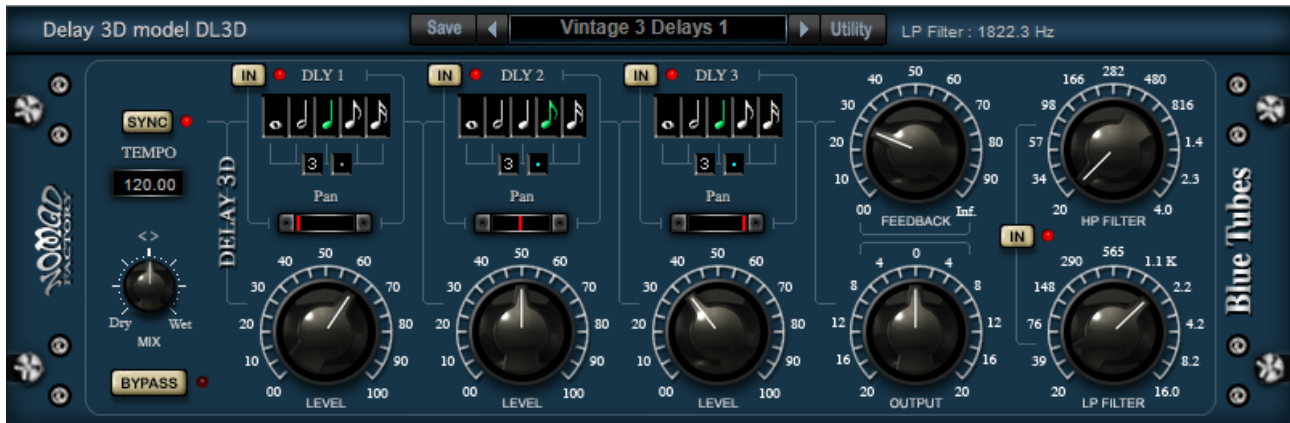 Delay 3D model DL3D
Save
Vintage 3 Delays 1
Utility
LP Filter : 1822.3 Hz
NOMAD
FACTORY
SYNC
TEMPO
120.00
< >
Dry
Wet
MIX
BYPASS
DELAY 3D
IN
DLY 1
3
.
Pan
00
10
20
30
40
50
60
70
80
90
100
LEVEL
IN
DLY 2
3
.
Pan
00
10
20
30
40
50
60
70
80
90
100
LEVEL
IN
DLY 3
3
.
Pan
00
10
20
30
40
50
60
70
80
90
100
LEVEL
00
10
20
30
40
50
60
70
80
90
Inf.
FEEDBACK
20
16
12
8
4
0
4
8
12
16
20
OUTPUT
IN
20
34
57
98
166
282
480
816
1.4
2.3
4.0
HP FILTER
20
39
76
148
290
565
1.1 K
2.2
4.2
8.2
16.0
LP FILTER
Blue Tubes